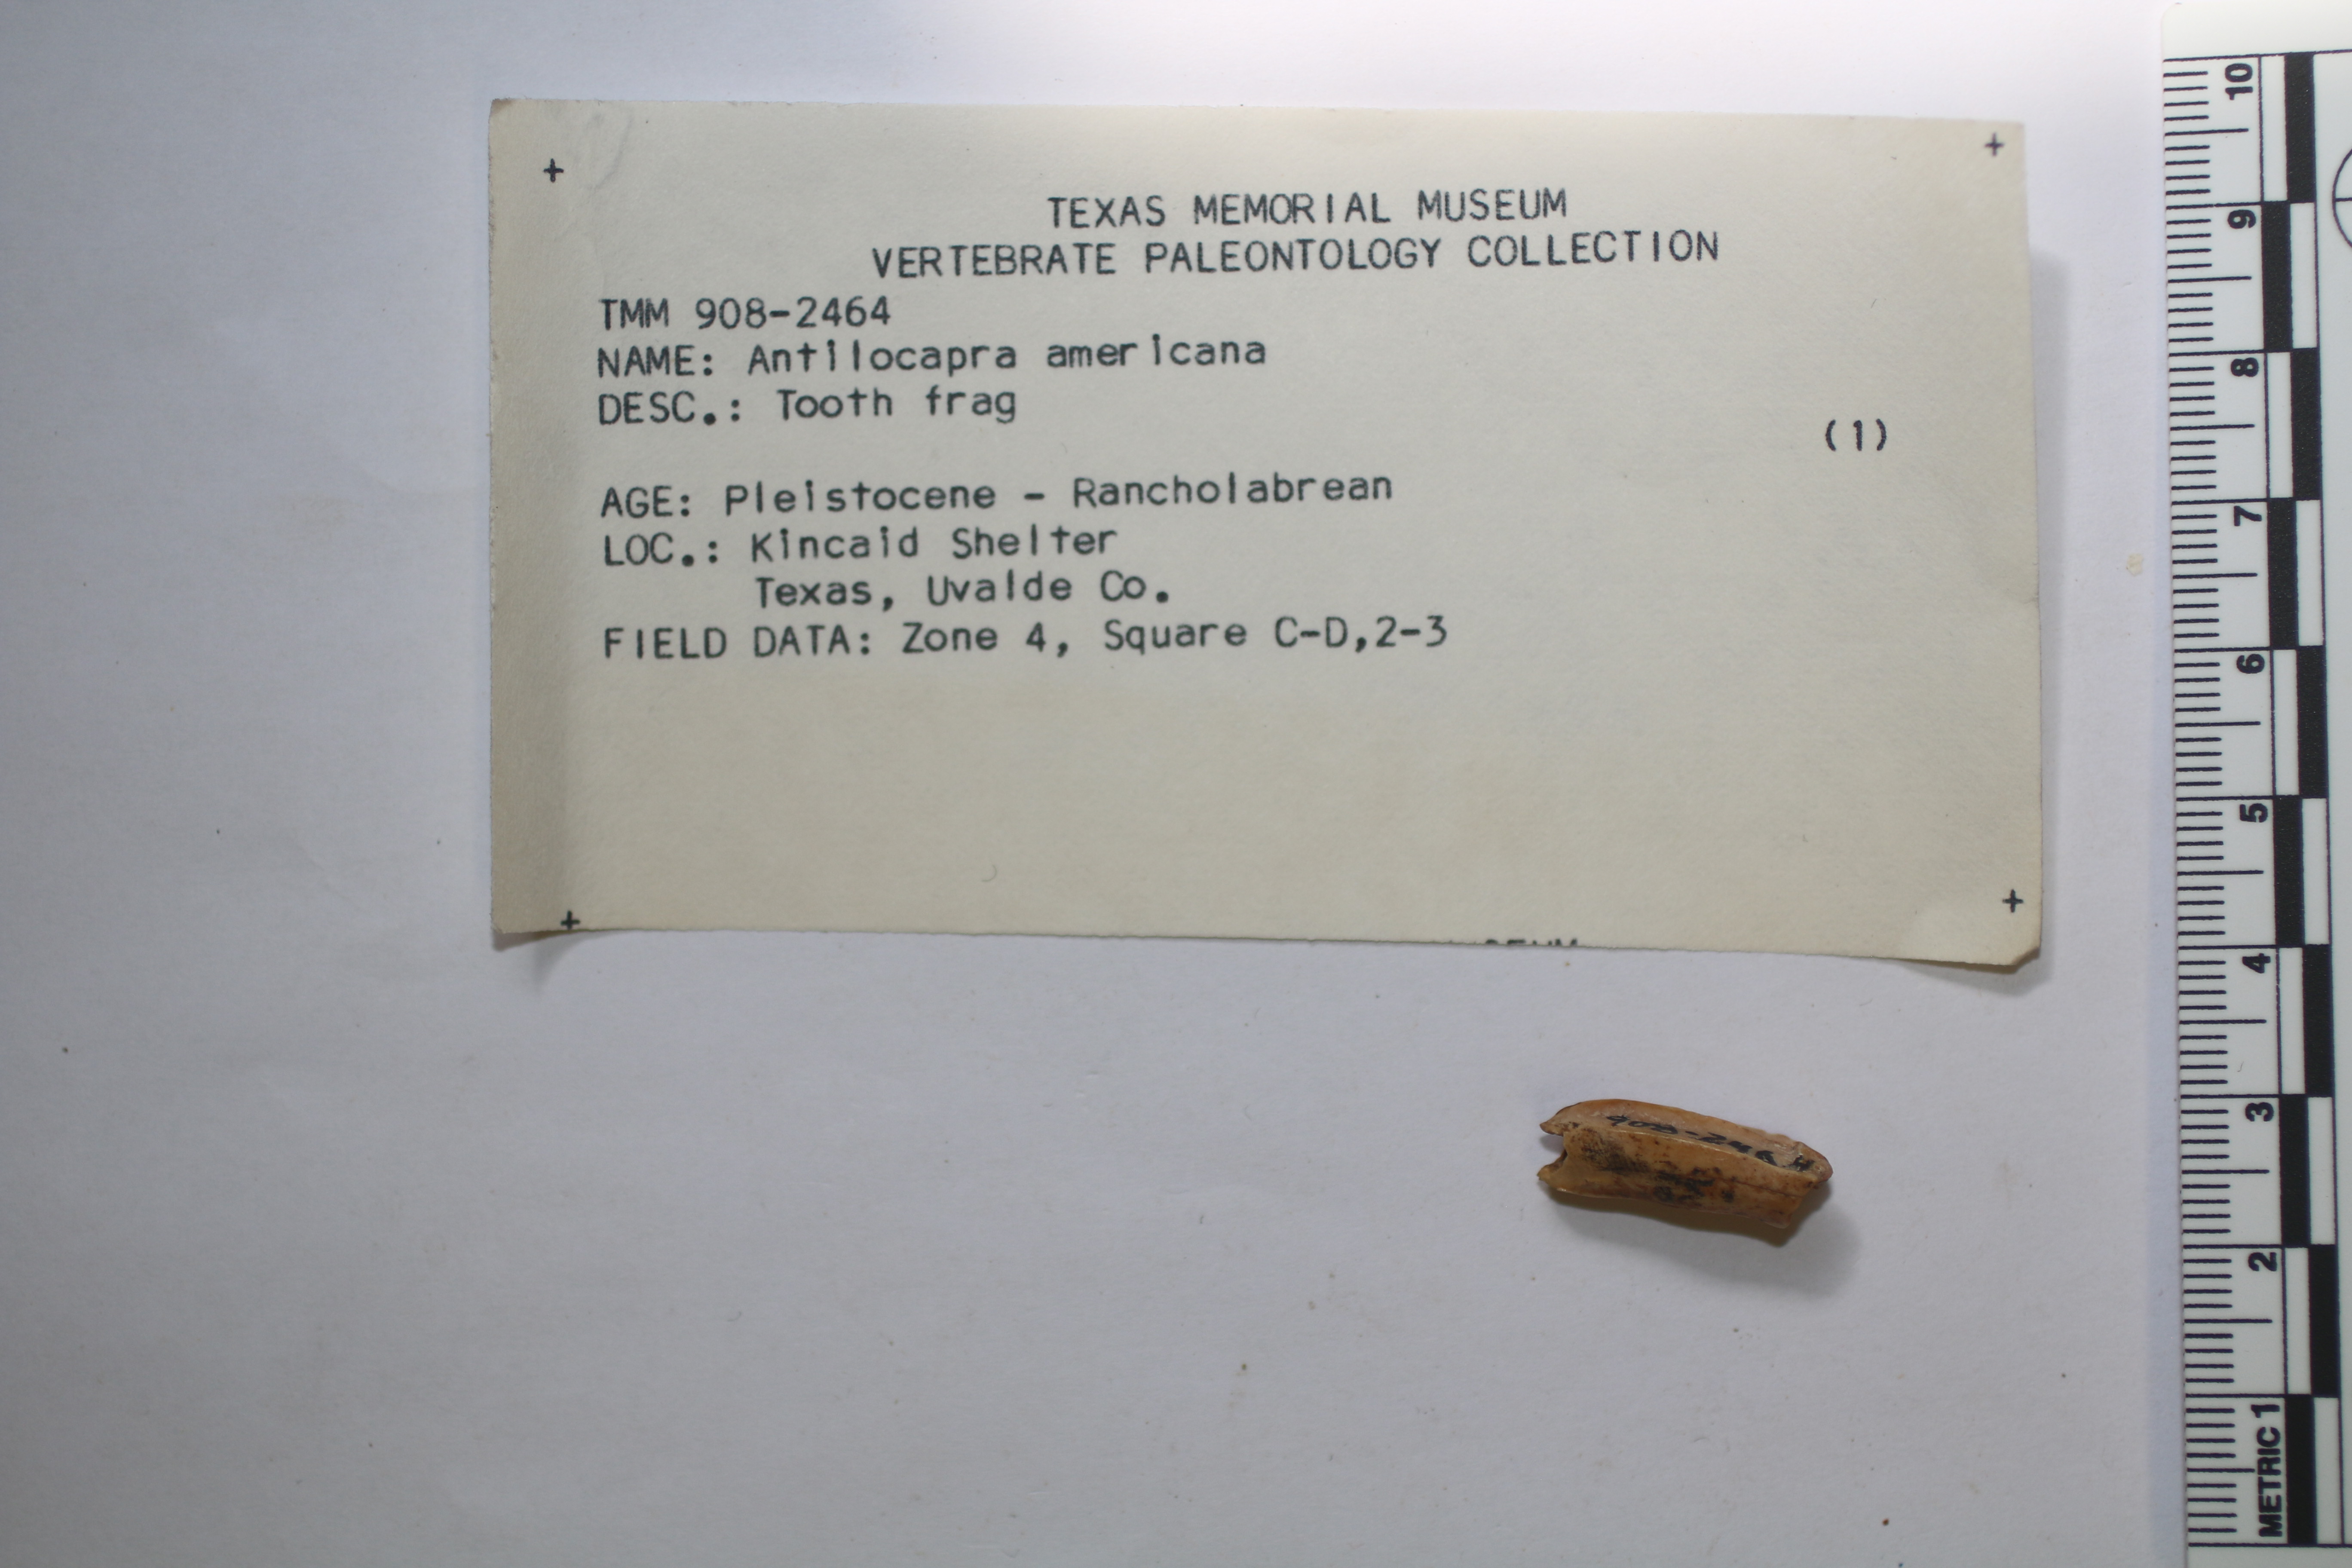 TEXAS MEMORIAL MUSEUM
VERTEBRATE PALEONTOLOGY COLLECTION
TMM 908-2464
NAME: Antilocapra americana
DESC.: Tooth frag
(1)
AGE: Pleistocene - Rancholabrean
LOC.: Kincaid Shelter
Texas, Uvalde Co.
FIELD DATA: Zone 4, Square C-D,2-3
908-2464
10
9
8
7
6
5
4
3
2
METRIC 1